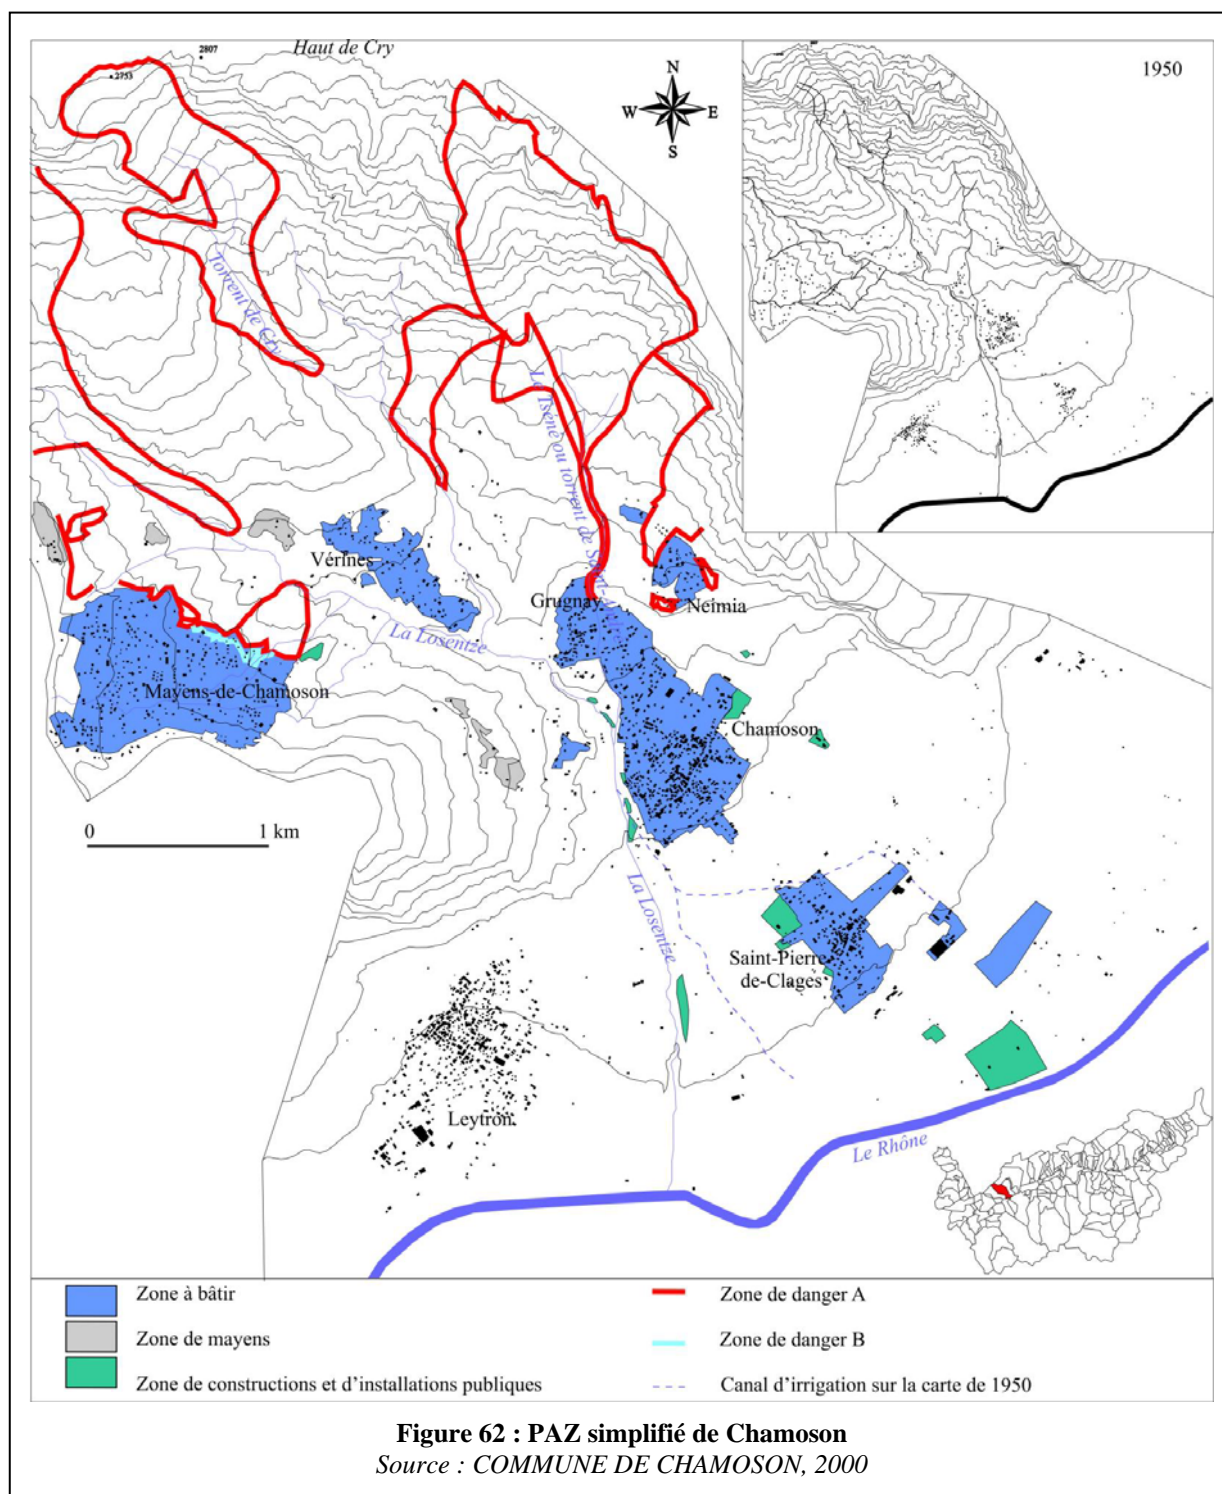 Haut de Cry
2807
2753
N
W
E
S
1950
Torrent de Cry
La Tsene ou torrent de Saint-André
Vérines
Grugnay
Neimia
La Losentze
Mayens-de-Chamoson
Chamoson
0
1 km
La Losentze
Saint-Pierre-
de-Clages
Leytron
Le Rhône
Zone à bâtir
Zone de mayens
Zone de constructions et d'installations publiques
Zone de danger A
Zone de danger B
Canal d'irrigation sur la carte de 1950
Figure 62 : PAZ simplifié de Chamoson
Source : COMMUNE DE CHAMOSON, 2000